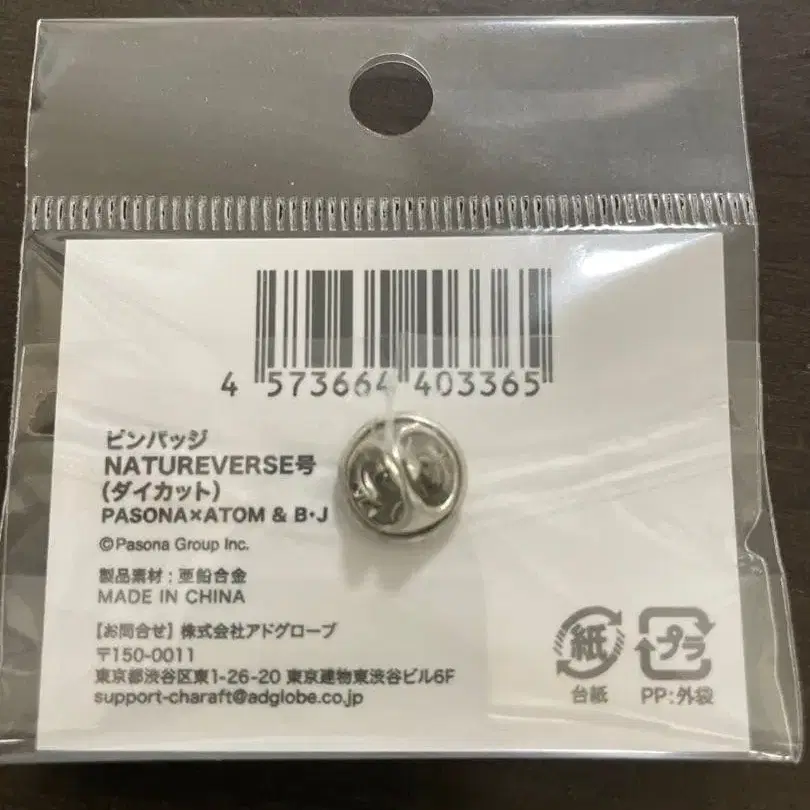 4 573664 403365
ピンバッジ
NATUREVERSE号
(ダイカット)
PASONA×ATOM & B・J
©Pasona Group Inc.
製品素材:亜鉛合金
MADE IN CHINA
【お問合せ】株式会社アドグローブ
〒150-0011
東京都渋谷区東1-26-20 東京建物東渋谷ビル6F
support-charaft@adglobe.co.jp
紙
台紙
プラ
PP:外袋